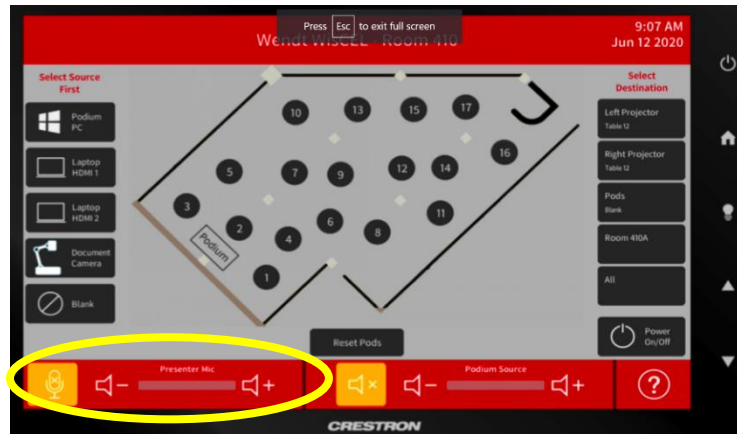 Press Esc to exit full screen
Wendt WisCEL - Room 410
9:07 AM
Jun 12 2020
Select Source
First
Podium
PC
Laptop
HDMI 1
Laptop
HDMI 2
Document
Camera
Blank
10
13
15
17
5
7
9
12
14
16
3
2
4
6
8
11
Podium
1
Reset Pods
Select
Destination
Left Projector
Table 12
Right Projector
Table 12
Pods
Blank
Room 410A
All
Power
On/Off
Presenter Mic
Podium Source
?
CRESTRON